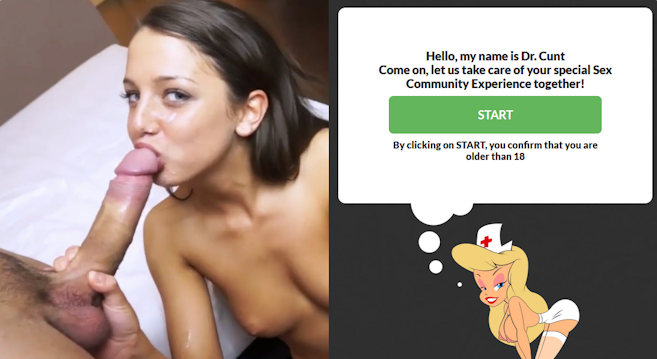 Hello, my name is Dr. Cunt
Come on, let us take care of your special Sex
Community Experience together!
START
By clicking on START, you confirm that you are
older than 18